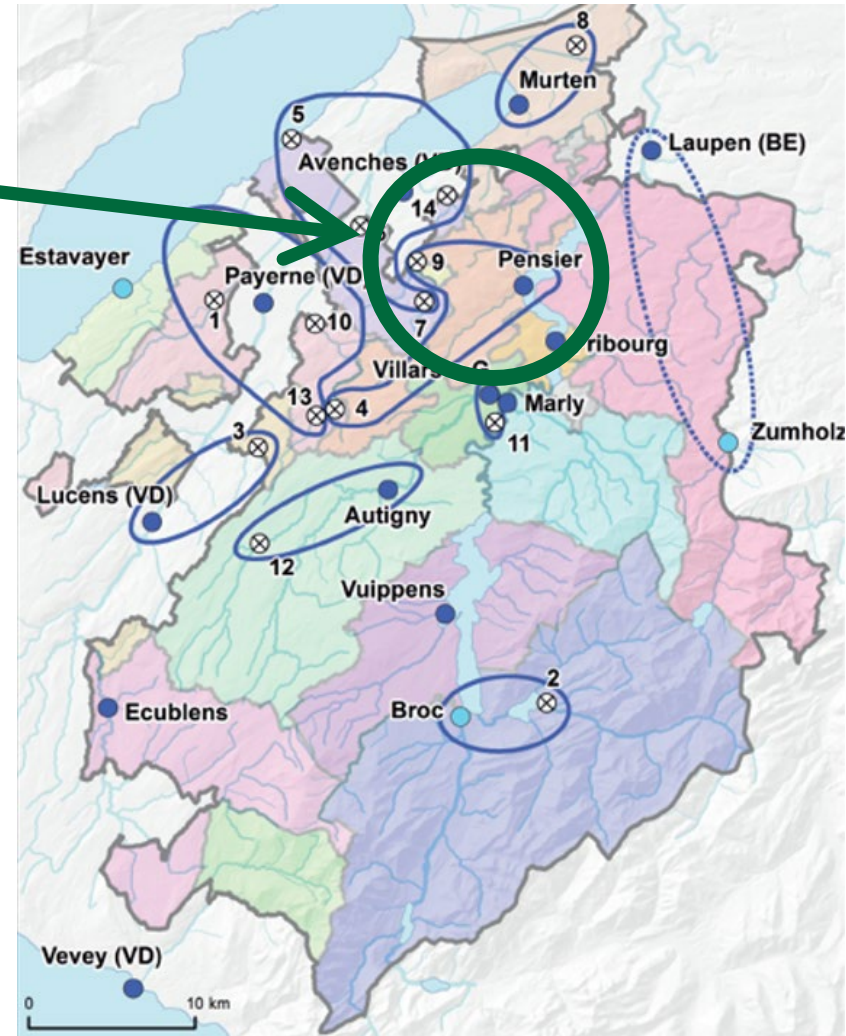 8
Murten
5
Laupen (BE)
Avenches
14
Estavayer
9
Pensier
Payerne (VD
1
7
10
ribourg
Villars
13
4
Marly
3
11
Zumholz
Lucens (VD)
Autigny
12
Vuippens
2
Broc
Ecublens
Vevey (VD)
0
10 km